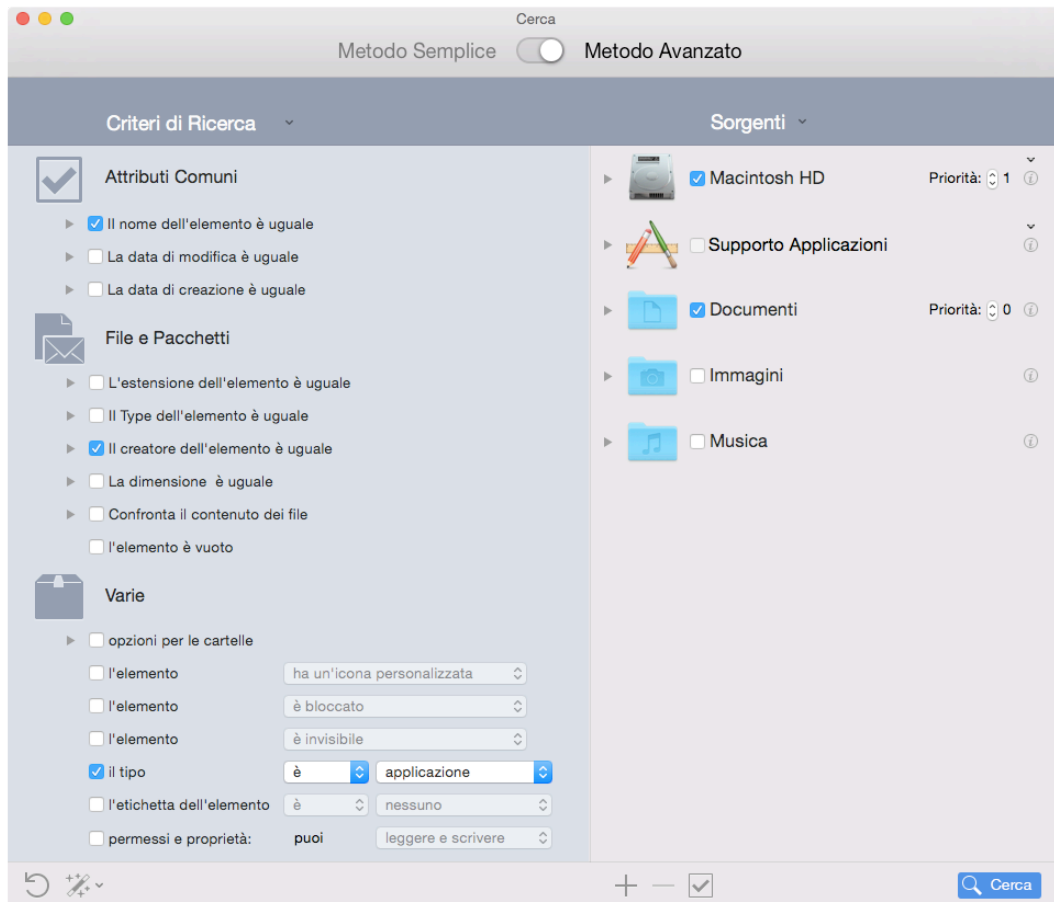 Cerca
Metodo Semplice Metodo Avanzato
Criteri di Ricerca
Sorgenti
Attributi Comuni
Il nome dell'elemento è uguale
La data di modifica è uguale
La data di creazione è uguale
File e Pacchetti
L'estensione dell'elemento è uguale
Il Type dell'elemento è uguale
Il creatore dell'elemento è uguale
La dimensione è uguale
Confronta il contenuto dei file
l'elemento è vuoto
Varie
opzioni per le cartelle
l'elemento ha un'icona personalizzata
l'elemento è bloccato
l'elemento è invisibile
il tipo è applicazione
l'etichetta dell'elemento è nessuno
permessi e proprietà: puoi leggere e scrivere
Macintosh HD Priorità: 1
Supporto Applicazioni
Documenti Priorità: 0
Immagini
Musica
Cerca